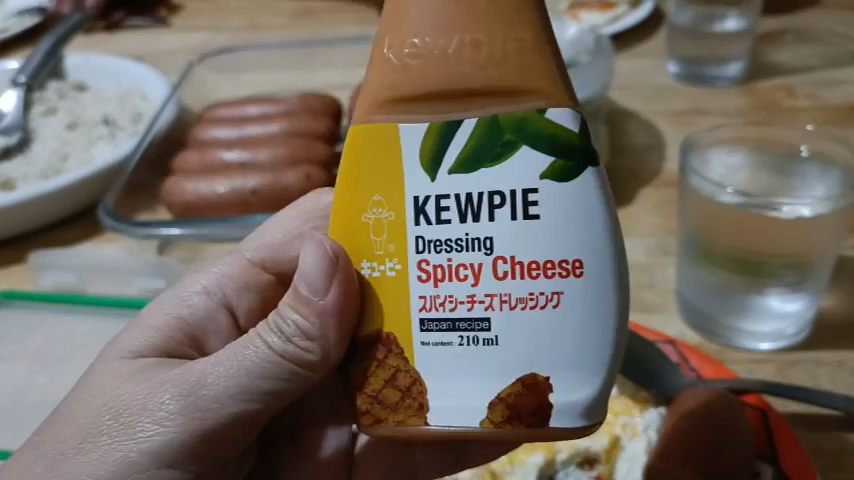 kewpie
KEWPIE
®
Dressing
キューピー
Spicy Cheese
スパイシーチーズドレッシング
Japan recipe
Net content: 210 ml